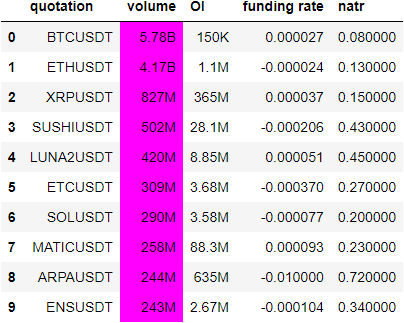 quotation volume OI funding rate natr
0 BTCUSDT 5.78B 150K 0.000027 0.080000
1 ETHUSDT 4.17B 1.1M -0.000024 0.130000
2 XRPUSDT 827M 365M 0.000037 0.150000
3 SUSHIUSDT 502M 28.1M -0.000206 0.430000
4 LUNA2USDT 420M 8.85M 0.000051 0.450000
5 ETCUSDT 309M 3.68M -0.000370 0.270000
6 SOLUSDT 290M 3.58M -0.000077 0.200000
7 MATICUSDT 258M 88.3M 0.000093 0.230000
8 ARPAUSDT 244M 635M -0.010000 0.720000
9 ENSUSDT 243M 2.67M -0.000104 0.340000